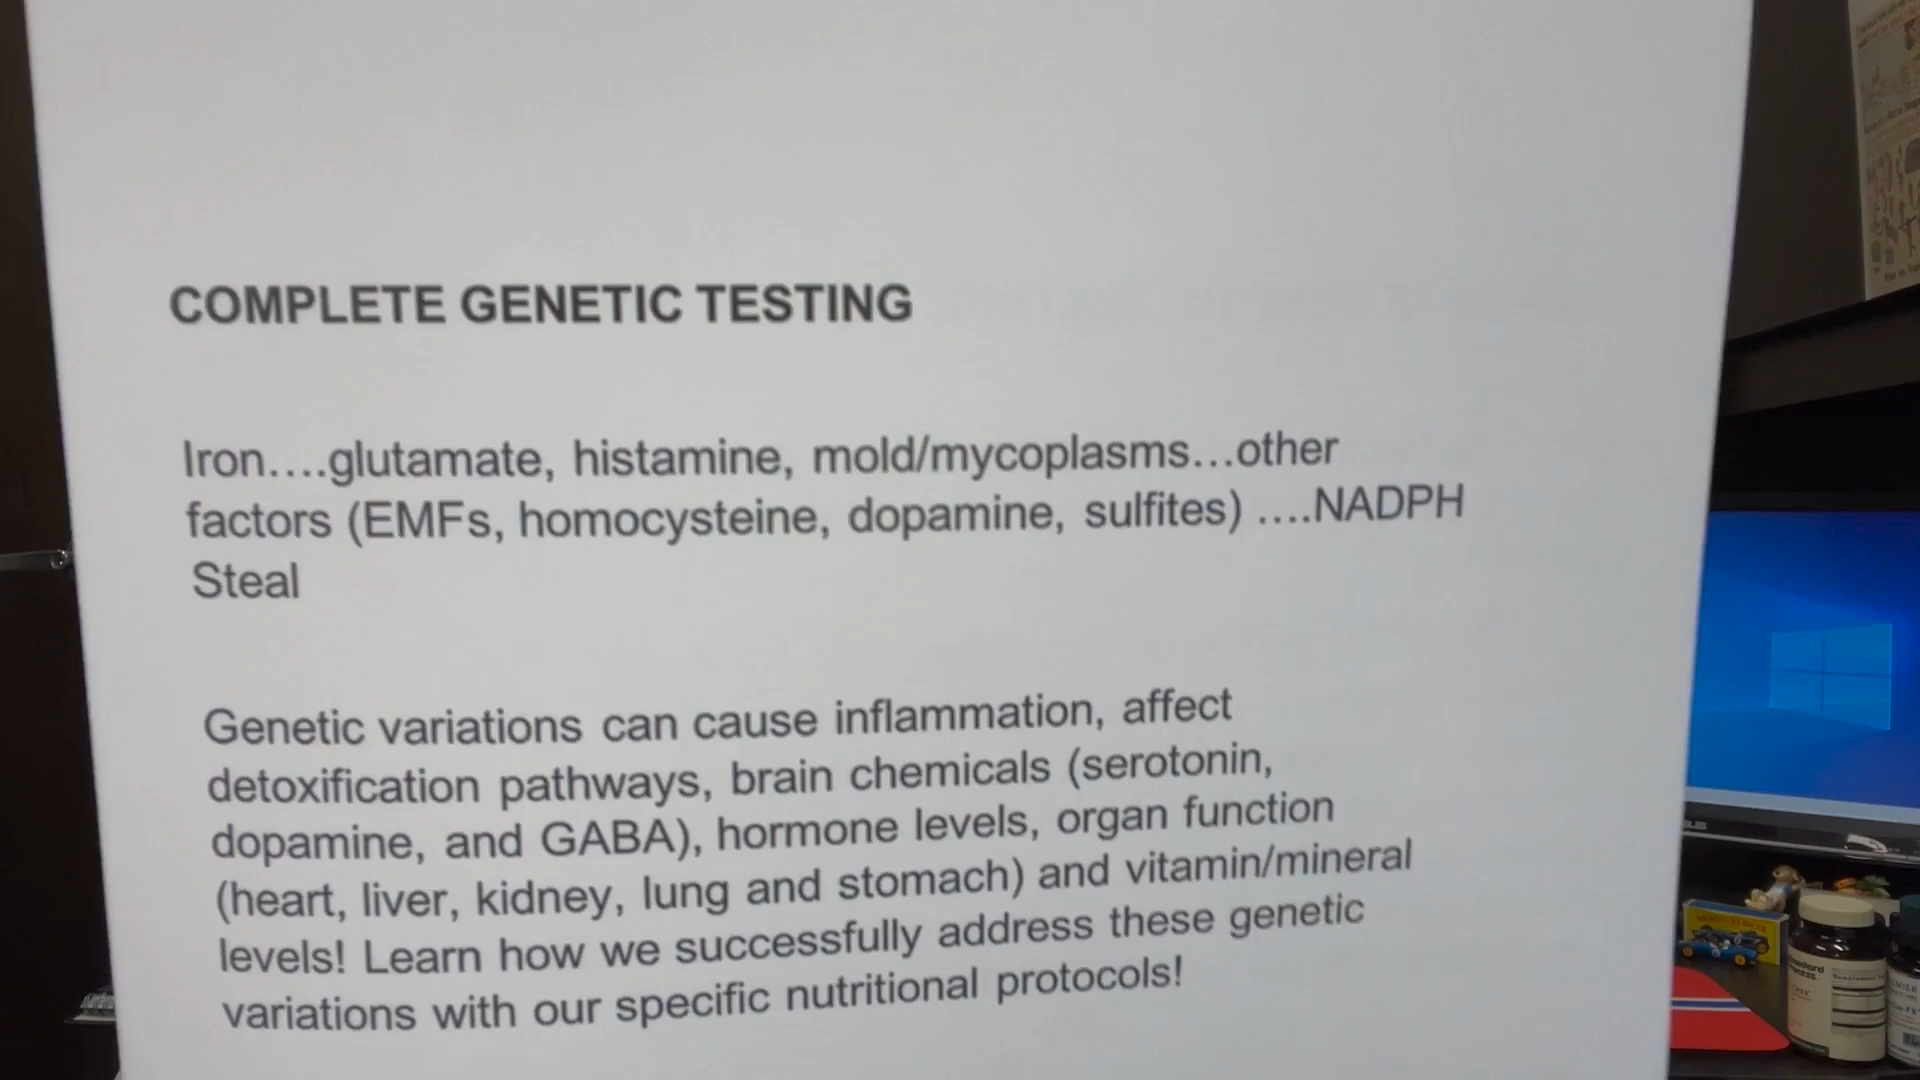 COMPLETE GENETIC TESTING
Iron....glutamate, histamine, mold/mycoplasms...other
factors (EMFs, homocysteine, dopamine, sulfites) ....NADPH
Steal
Genetic variations can cause inflammation, affect
detoxification pathways, brain chemicals (serotonin,
dopamine, and GABA), hormone levels, organ function
(heart, liver, kidney, lung and stomach) and vitamin/mineral
levels! Learn how we successfully address these genetic
variations with our specific nutritional protocols!